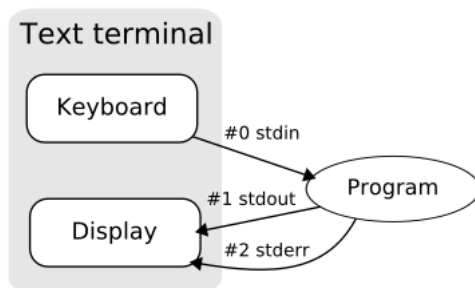 Text terminal
Keyboard
#0 stdin
Program
#1 stdout
Display
#2 stderr